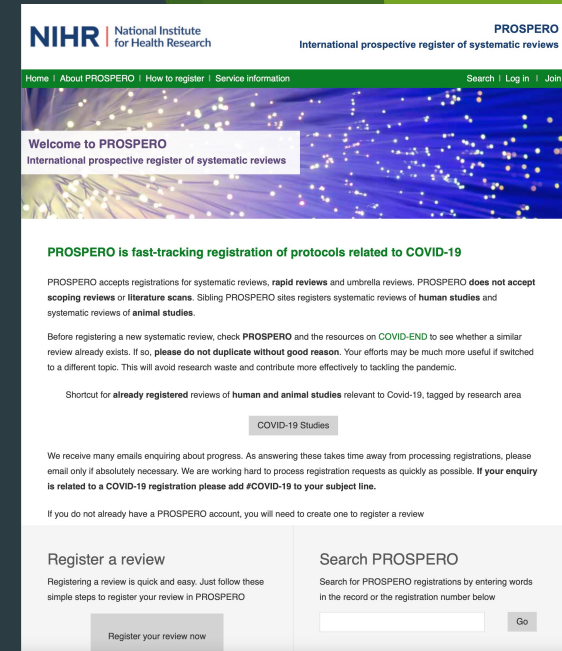 NIHR | National Institute for Health Research
PROSPERO
International prospective register of systematic reviews
Home | About PROSPERO | How to register | Service information
Search | Log in | Join
Welcome to PROSPERO
International prospective register of systematic reviews
PROSPERO is fast-tracking registration of protocols related to COVID-19
PROSPERO accepts registrations for systematic reviews, rapid reviews and umbrella reviews. PROSPERO does not accept
scoping reviews or literature scans. Sibling PROSPERO sites registers systematic reviews of human studies and
systematic reviews of animal studies.
Before registering a new systematic review, check PROSPERO and the resources on COVID-END to see whether a similar
review already exists. If so, please do not duplicate without good reason. Your efforts may be much more useful if switched
to a different topic. This will avoid research waste and contribute more effectively to tackling the pandemic.
Shortcut for already registered reviews of human and animal studies relevant to Covid-19, tagged by research area
COVID-19 Studies
We receive many emails enquiring about progress. As answering these takes time away from processing registrations, please
email only if absolutely necessary. We are working hard to process registration requests as quickly as possible. If your enquiry
is related to a COVID-19 registration please add #COVID-19 to your subject line.
If you do not already have a PROSPERO account, you will need to create one to register a review
Register a review
Registering a review is quick and easy. Just follow these
simple steps to register your review in PROSPERO
Register your review now
Search PROSPERO
Search for PROSPERO registrations by entering words
in the record or the registration number below
Go